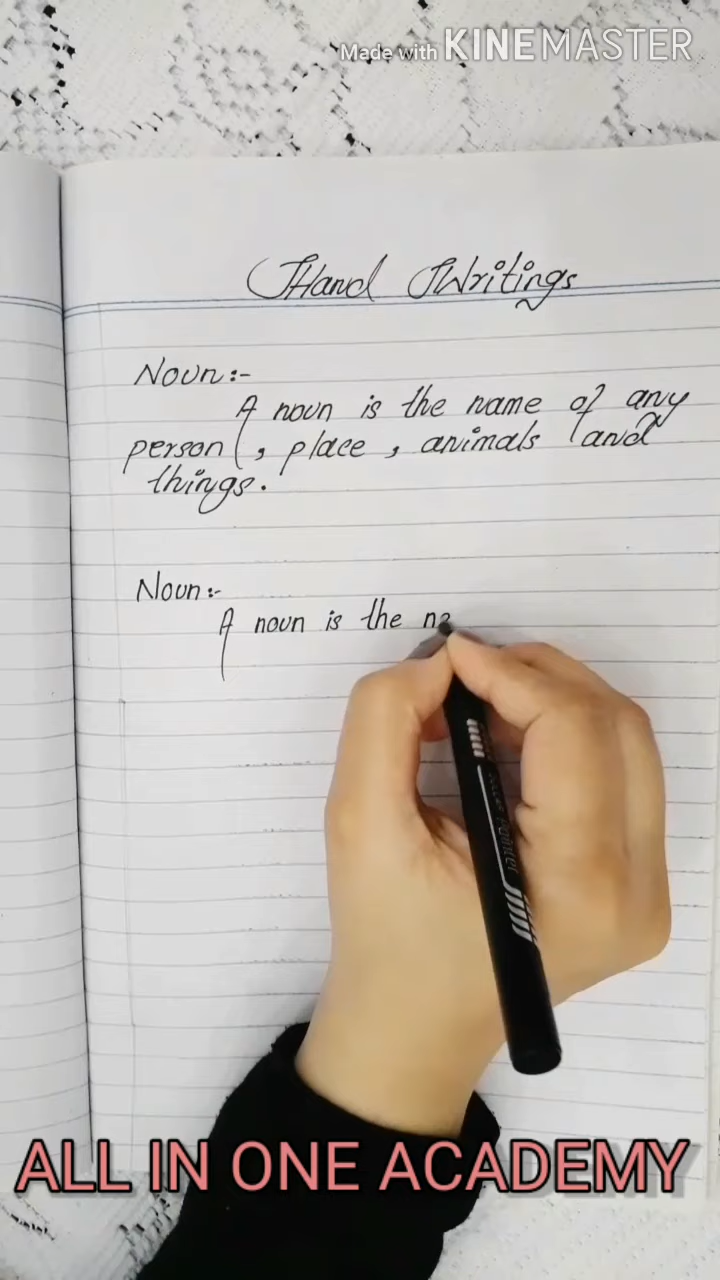 Made with KINEMASTER
Hand Writings
Noun:-
A noun is the name of any
person, place, animals and
things.
Noun:-
A noun is the na
ALL IN ONE ACADEMY